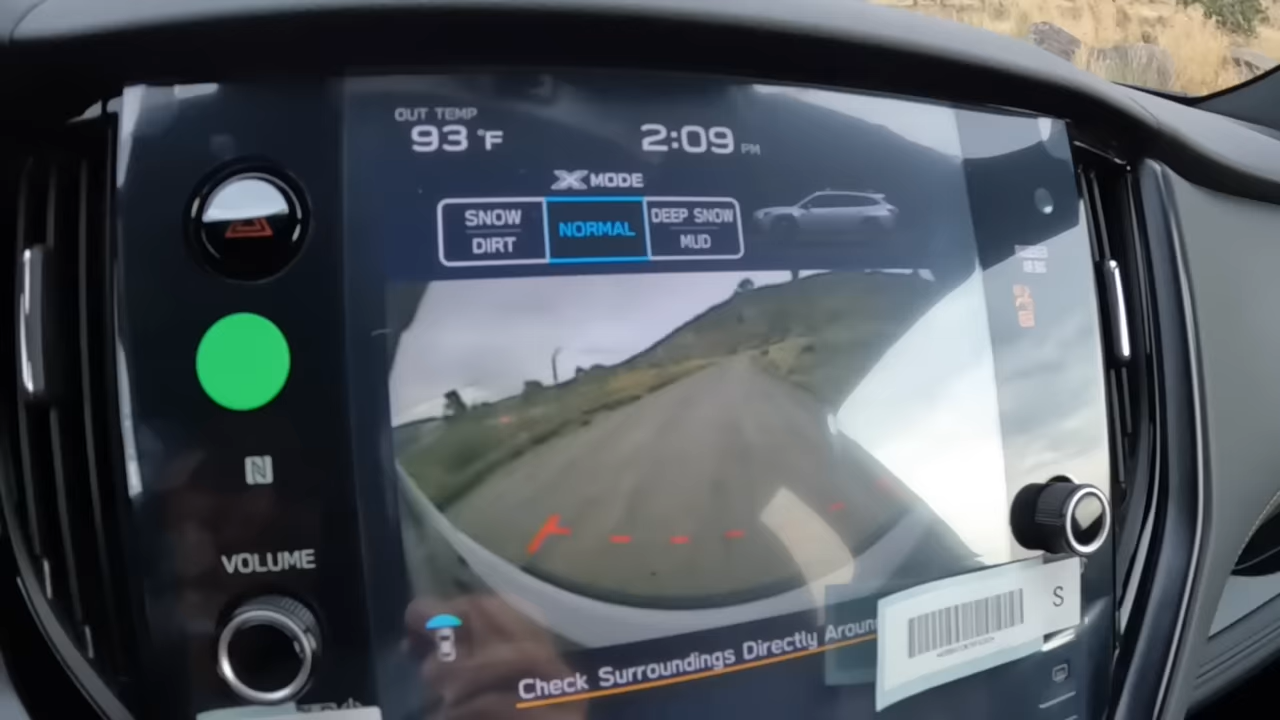 OUT TEMP
93 °F
2:09 PM
X MODE
SNOW
DIRT
NORMAL
DEEP SNOW
MUD
N
VOLUME
Check Surroundings Directly Aroun
S